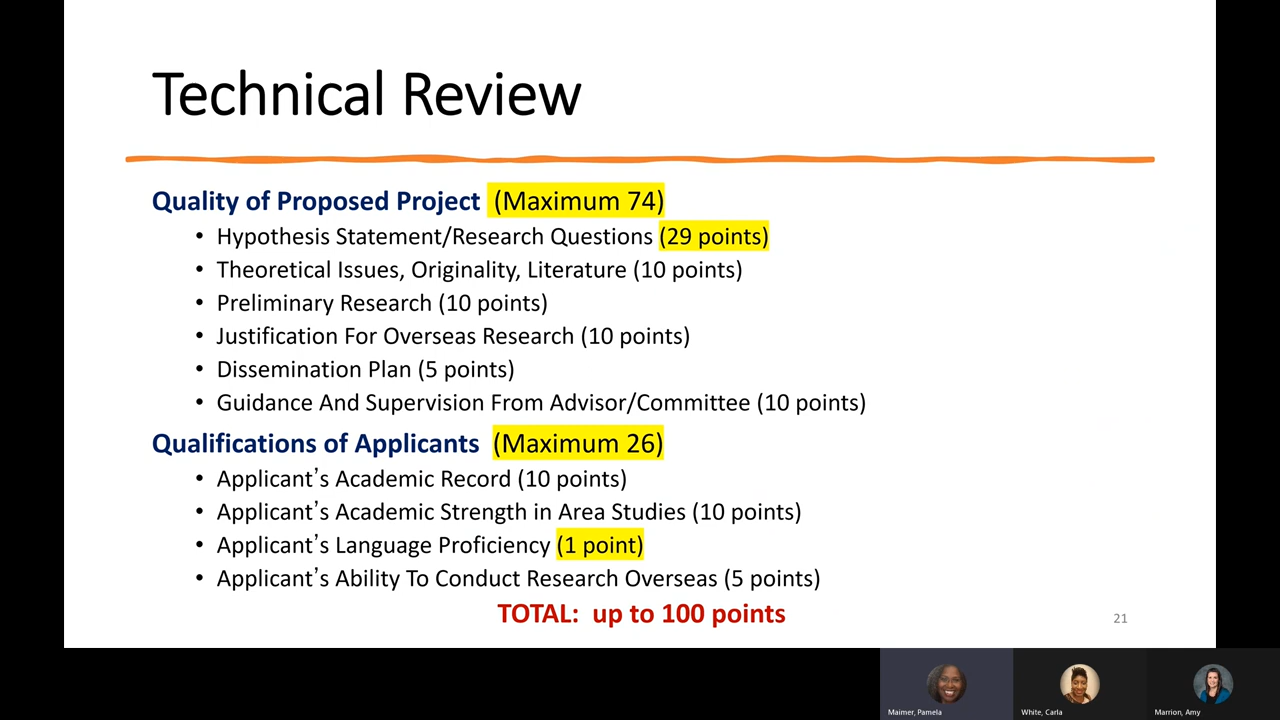 Technical Review
Quality of Proposed Project (Maximum 74)
• Hypothesis Statement/Research Questions (29 points)
• Theoretical Issues, Originality, Literature (10 points)
• Preliminary Research (10 points)
• Justification For Overseas Research (10 points)
• Dissemination Plan (5 points)
• Guidance And Supervision From Advisor/Committee (10 points)
Qualifications of Applicants (Maximum 26)
• Applicant’s Academic Record (10 points)
• Applicant’s Academic Strength in Area Studies (10 points)
• Applicant’s Language Proficiency (1 point)
• Applicant’s Ability To Conduct Research Overseas (5 points)
TOTAL: up to 100 points
21
Maimer, Pamela
White, Carla
Marrion, Amy